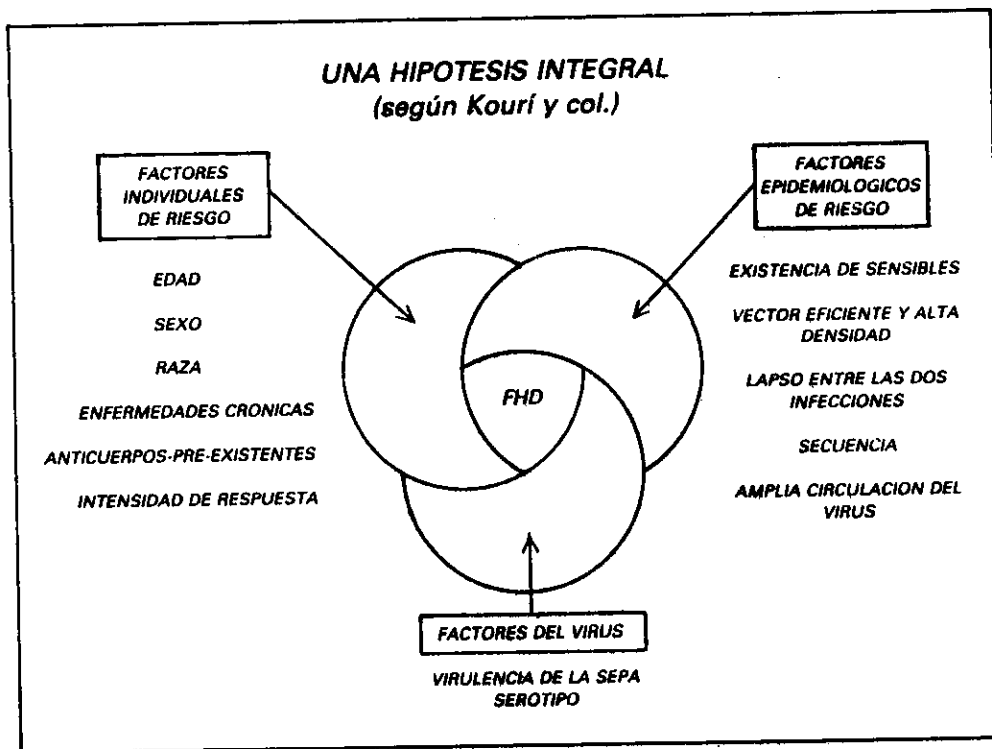 UNA HIPOTESIS INTEGRAL
(según Kourí y col.)
FACTORES
INDIVIDUALES
DE RIESGO
EDAD
SEXO
RAZA
ENFERMEDADES CRONICAS
ANTICUERPOS-PRE-EXISTENTES
INTENSIDAD DE RESPUESTA
FACTORES
EPIDEMIOLOGICOS
DE RIESGO
EXISTENCIA DE SENSIBLES
VECTOR EFICIENTE Y ALTA
DENSIDAD
LAPSO ENTRE LAS DOS
INFECCIONES
SECUENCIA
AMPLIA CIRCULACION DEL
VIRUS
FHD
FACTORES DEL VIRUS
VIRULENCIA DE LA SEPA
SEROTIPO